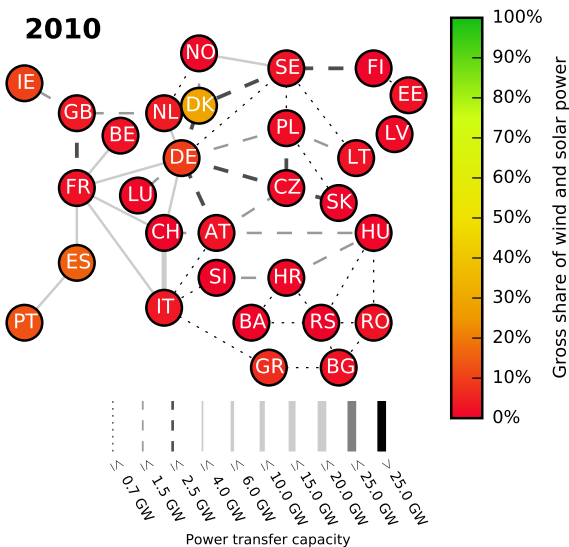 2010
NO
SE
FI
IE
EE
GB
NL
DK
BE
PL
LV
DE
LT
FR
LU
CZ
SK
CH
AT
HU
ES
SI
HR
IT
PT
BA
RS
RO
GR
BG
100%
90%
80%
70%
60%
50%
40%
30%
20%
10%
0%
Gross share of wind and solar power
≤ 0.7 GW
≤ 1.5 GW
≤ 2.5 GW
≤ 4.0 GW
≤ 6.0 GW
≤ 10.0 GW
≤ 15.0 GW
≤ 20.0 GW
≤ 25.0 GW
> 25.0 GW
Power transfer capacity